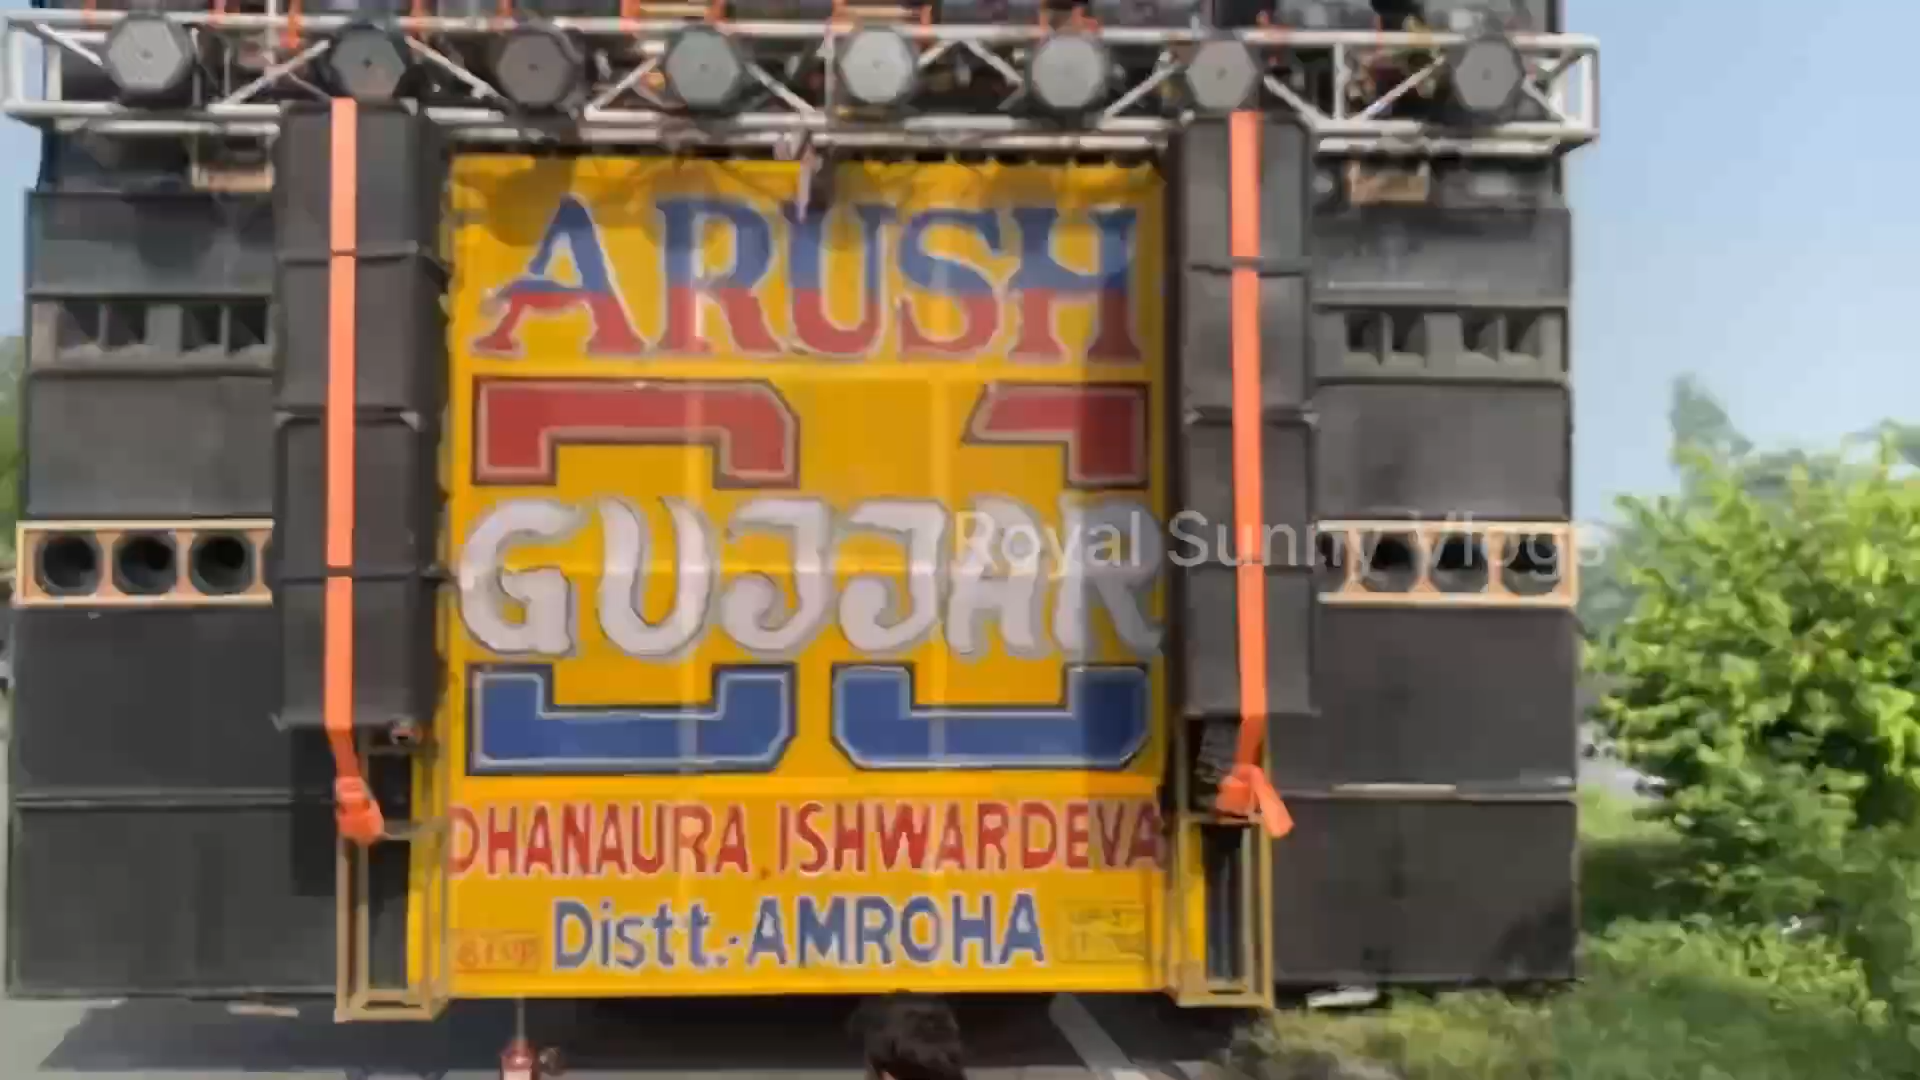 ARUSH
DJ
GUJJAR
Royal Sunny Vlogs
DHANAURA, ISHWARDEVA
Distt.-AMROHA